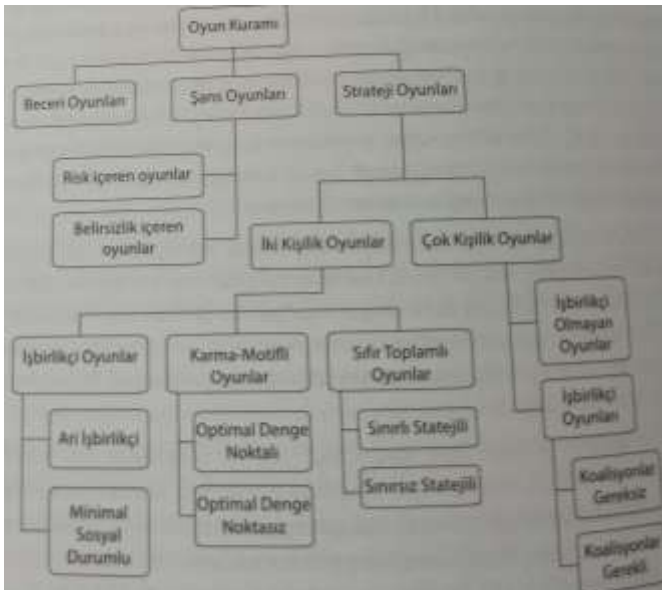 Oyun Kuramı
Beceri Oyunları
Şans Oyunları
Strateji Oyunları
Risk içeren oyunlar
Belirsizlik içeren
oyunlar
İki Kişilik Oyunlar
Çok Kişilik Oyunlar
İşbirlikçi Oyunlar
Karma-Motifli
Oyunlar
Sıfır Toplamlı
Oyunlar
İşbirlikçi
Olmayan
Oyunlar
İşbirlikçi
Oyunları
Arı İşbirlikçi
Minimal
Sosyal
Durumlu
Optimal Denge
Noktalı
Optimal Denge
Noktasız
Sınırlı Statejili
Sınırsız Statejili
Koalisyonlar
Gereksiz
Koalisyonlar
Gerekli